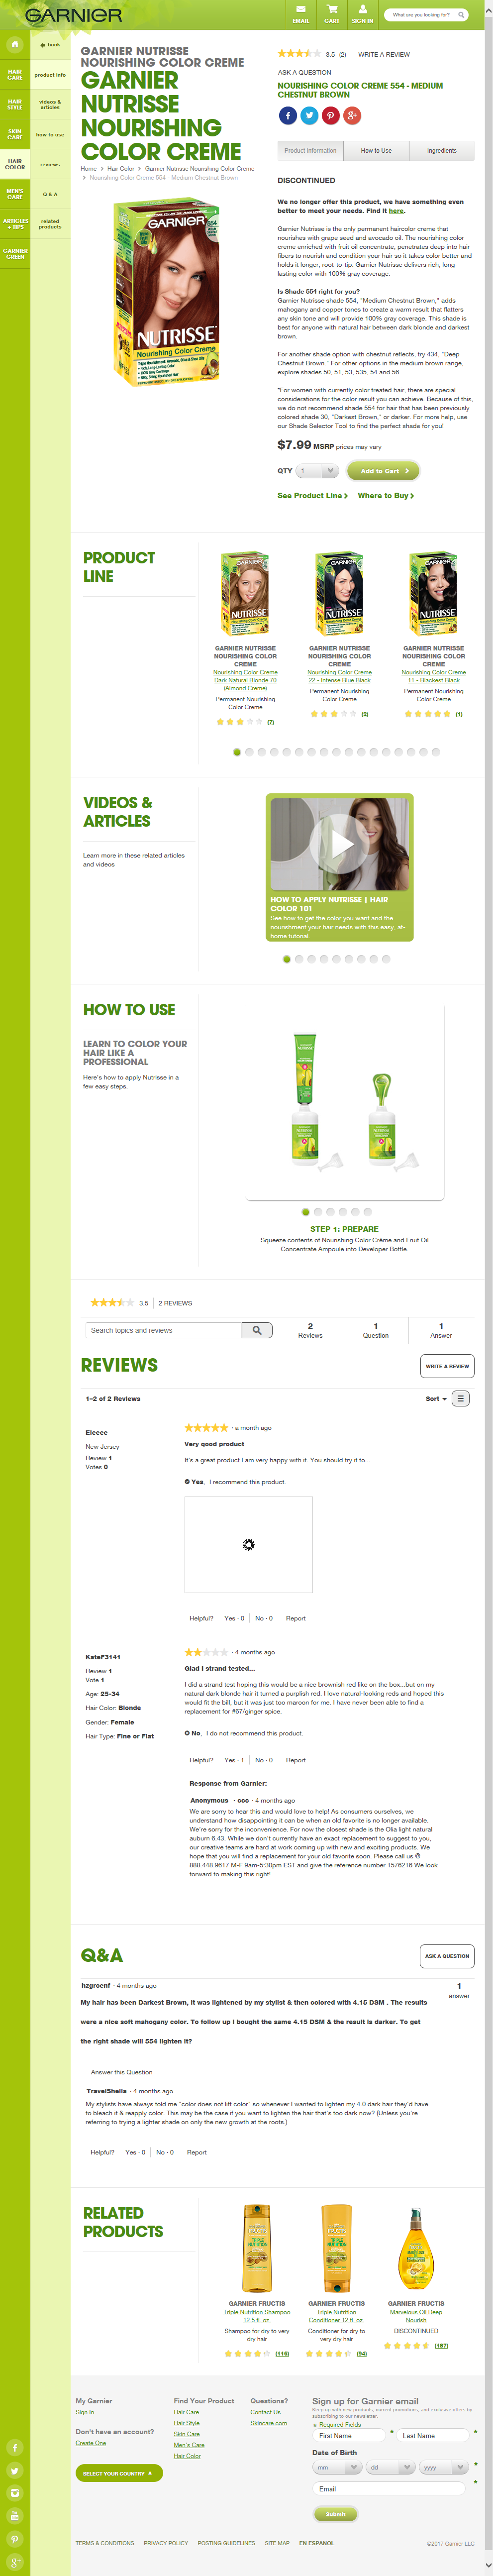 GARNIER
EMAIL
CART
SIGN IN
What are you looking for?
HAIR
CARE
HAIR
STYLE
SKIN
CARE
HAIR
COLOR
MEN'S
CARE
ARTICLES
+ TIPS
GARNIER
GREEN
back
product info
videos &
articles
how to use
reviews
Q & A
related
products
GARNIER NUTRISSE
NOURISHING COLOR CREME
GARNIER
NUTRISSE
NOURISHING
COLOR CREME
Home > Hair Color > Garnier Nutrisse Nourishing Color Creme
> Nourishing Color Creme 554 - Medium Chestnut Brown
GARNIER
NUTRISSE
Nourishing Color Creme
3.5 (2) WRITE A REVIEW
ASK A QUESTION
NOURISHING COLOR CREME 554 - MEDIUM
CHESTNUT BROWN
Product Information
How to Use
Ingredients
DISCONTINUED
We no longer offer this product, we have something even
better to meet your needs. Find it here.
Garnier Nutrisse is the only permanent haircolor creme that
nourishes with grape seed and avocado oil. The nourishing color
creme enriched with fruit oil concentrate, penetrates deep into hair
fibers to nourish and condition your hair so it takes color better and
holds it longer, root-to-tip. Garnier Nutrisse delivers rich, long-
lasting color with 100% gray coverage.
Is Shade 554 right for you?
Garnier Nutrisse shade 554, "Medium Chestnut Brown," adds
mahogany and copper tones to create a warm result that flatters
any skin tone and will provide 100% gray coverage. This shade is
best for anyone with natural hair between dark blonde and darkest
brown.
For another option with chestnut reflects, try 434, "Deep
Chestnut Brown." For other options in the medium brown range,
explore shades 50, 51, 53, 535, 54 and 56.
*For women with currently color treated hair, there are special
considerations for the color result you can achieve. Because of this,
we do not recommend shade 554 for hair that has been previously
colored shade 30, "Darkest Brown," or darker. For more help, use
our Shade Selector Tool to find the perfect shade for you!
$7.99 MSRP prices may vary
QTY 1 Add to Cart >
See Product Line > Where to Buy >
PRODUCT
LINE
GARNIER NUTRISSE
NOURISHING COLOR
CREME
Nourishing Color Creme
Dark Natural Blonde 70
(Almond Creme)
Permanent Nourishing
Color Creme
(7)
GARNIER NUTRISSE
NOURISHING COLOR
CREME
Nourishing Color Creme
22 - Intense Blue Black
Permanent Nourishing
Color Creme
(2)
GARNIER NUTRISSE
NOURISHING COLOR
CREME
Nourishing Color Creme
11 - Blackest Black
Permanent Nourishing
Color Creme
(1)
VIDEOS &
ARTICLES
Learn more in these related articles
and videos
HOW TO APPLY NUTRISSE | HAIR
COLOR 101
See how to get the color you want and the
nourishment your hair needs with this easy, at-
home tutorial.
HOW TO USE
LEARN TO COLOR YOUR
HAIR LIKE A
PROFESSIONAL
Here's how to apply Nutrisse in a
few easy steps.
STEP 1: PREPARE
Squeeze contents of Nourishing Color Crème and Fruit Oil
Concentrate Ampoule into Developer Bottle.
3.5 2 REVIEWS
Search topics and reviews
2
Reviews
1
Question
1
Answer
REVIEWS
WRITE A REVIEW
1–2 of 2 Reviews
Sort
Eleeee
New Jersey
Review 1
Votes 0
· a month ago
Very good product
It's a great product I am very happy with it. You should try it to...
Yes, I recommend this product.
Helpful? Yes · 0 No · 0 Report
KateF3141
Review 1
Vote 1
Age: 25-34
Hair Color: Blonde
Gender: Female
Hair Type: Fine or Flat
· 4 months ago
Glad I strand tested...
I did a strand test hoping this would be a nice brownish red like on the box...but on my
natural dark blonde hair it turned a purplish red. I love natural-looking reds and hoped this
would fit the bill, but it was just too maroon for me. I have never been able to find a
replacement for #67/ginger spice.
No, I do not recommend this product.
Helpful? Yes · 1 No · 0 Report
Response from Garnier:
Anonymous · ccc · 4 months ago
We are so sorry to hear this and would love to help! As consumers ourselves, we
understand how disappointing it can be when an old favorite is no longer available.
We're sorry for the inconvenience. For now the closest shade is the Olia light natural
auburn 6.43. While we don't currently have an exact replacement to suggest to you,
our creative teams are hard at work coming up with new and exciting products. We
hope that you will find a replacement for your old favorite soon. Please call us @
888.448.9617 M-F 9am-5:30pm EST and give the reference number 1576216 We look
forward to making this right!
Q&A
ASK A QUESTION
hzgrcenf · 4 months ago
1
answer
My hair has been Darkest Brown, it was lightened by my stylist & then colored with 4.15 DSM . The results
were a nice soft mahogany color. To follow up I bought the same 4.15 DSM & the result is darker. To get
the right shade will 554 lighten it?
Answer this Question
TravelShella · 4 months ago
My stylists have always told me "color does not lift color" so whenever I wanted to lighten my 4.0 dark hair they'd have
to bleach it & reapply color. This may be the case if you want to lighten the hair that's too dark now? (Unless you're
referring to trying a lighter shade on only the new growth at the roots.)
Helpful? Yes · 0 No · 0 Report
RELATED
PRODUCTS
GARNIER FRUCTIS
Triple Nutrition Shampoo
12.5 fl. oz.
Shampoo for dry to very
dry hair
(115)
GARNIER FRUCTIS
Triple Nutrition
Conditioner 12 fl. oz.
Conditioner for dry to
very dry hair
(94)
GARNIER FRUCTIS
Marvelous Oil Deep
Nourish
DISCONTINUED
(187)
My Garnier
Sign In
Don't have an account?
Create One
SELECT YOUR COUNTRY
Find Your Product
Hair Care
Hair Style
Skin Care
Men's Care
Hair Color
Questions?
Contact Us
Skincare.com
Sign up for Garnier email
Keep up with new products, current promotions, and exclusive offers by
subscribing to our newsletter.
* Required Fields
First Name * Last Name *
Date of Birth
mm dd yyyy *
Email *
Submit
TERMS & CONDITIONS PRIVACY POLICY POSTING GUIDELINES SITE MAP EN ESPANOL
©2017 Garnier LLC